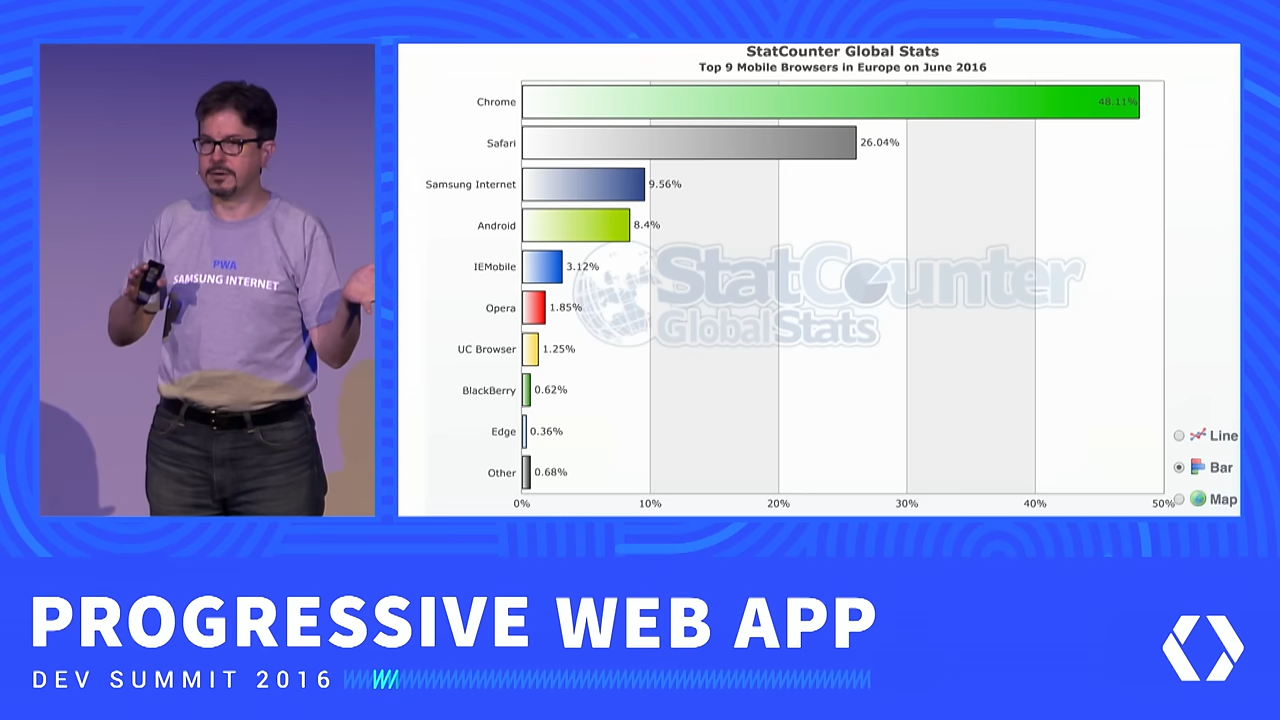 PWA
SAMSUNG INTERNET
StatCounter Global Stats
Top 9 Mobile Browsers in Europe on June 2016
Chrome 48.11%
Safari 26.04%
Samsung Internet 9.56%
Android 8.4%
IEMobile 3.12%
Opera 1.85%
UC Browser 1.25%
BlackBerry 0.62%
Edge 0.36%
Other 0.68%
0% 10% 20% 30% 40% 50%
StatCounter
GlobalStats
Line
Bar
Map
PROGRESSIVE WEB APP
DEV SUMMIT 2016